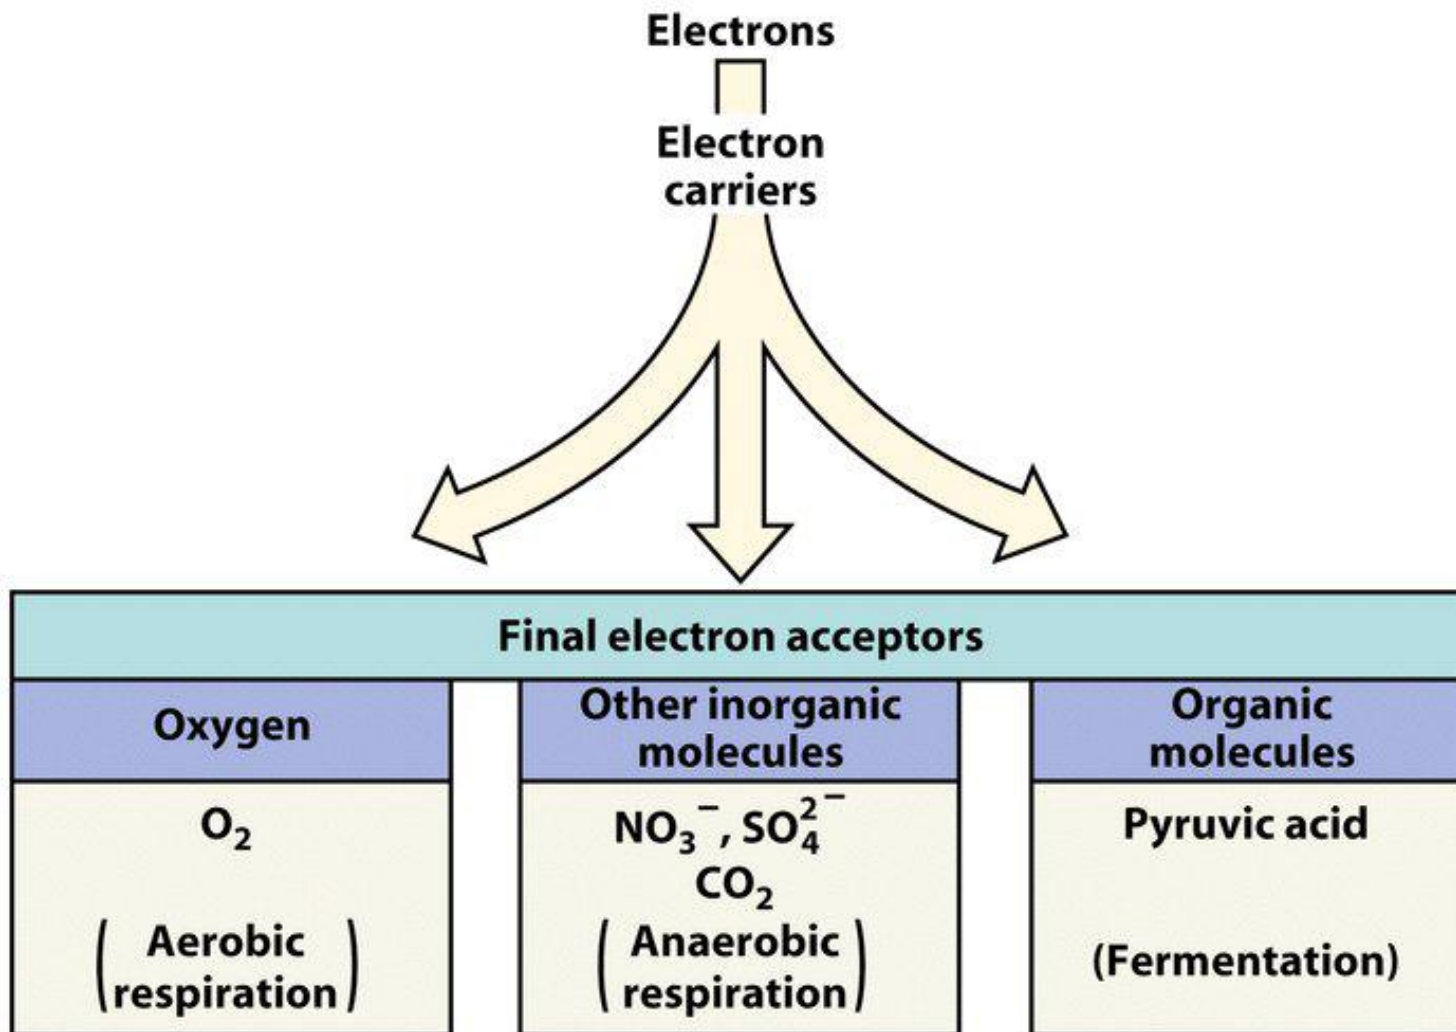 Electrons
Electron
carriers
Final electron acceptors
Oxygen
O₂
(Aerobic
respiration)
Other inorganic
molecules
NO₃⁻, SO₄²⁻
CO₂
(Anaerobic
respiration)
Organic
molecules
Pyruvic acid
(Fermentation)